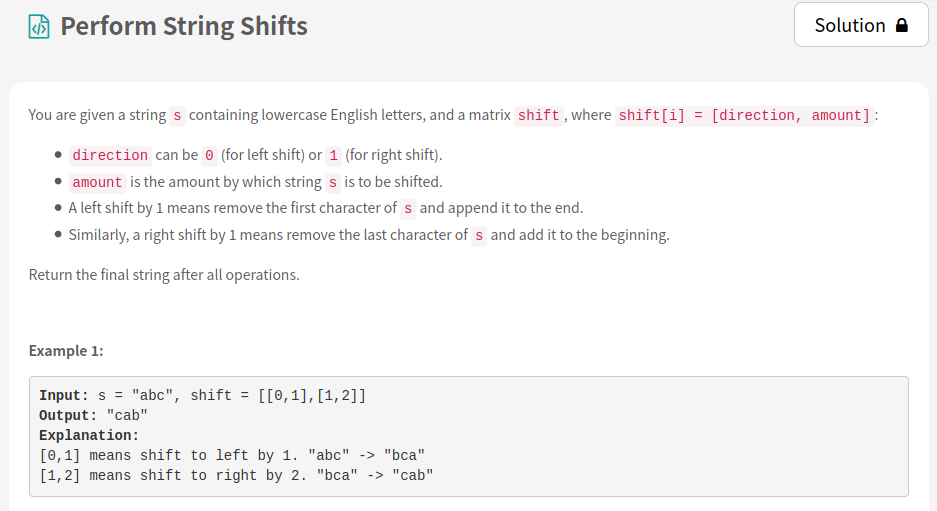 Perform String Shifts
Solution
You are given a string s containing lowercase English letters, and a matrix shift, where shift[i] = [direction, amount]:
direction can be 0 (for left shift) or 1 (for right shift).
amount is the amount by which string s is to be shifted.
A left shift by 1 means remove the first character of s and append it to the end.
Similarly, a right shift by 1 means remove the last character of s and add it to the beginning.
Return the final string after all operations.
Example 1:
Input: s = "abc", shift = [[0,1],[1,2]]
Output: "cab"
Explanation:
[0,1] means shift to left by 1. "abc" -> "bca"
[1,2] means shift to right by 2. "bca" -> "cab"